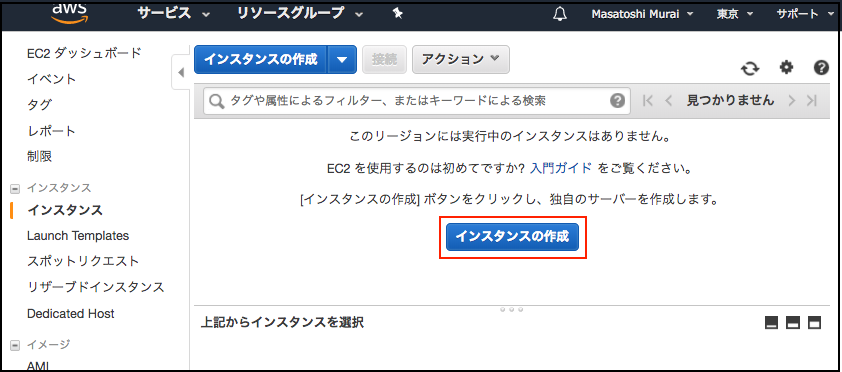 aws
サービス
リソースグループ
Masatoshi Murai
東京
サポート
EC2 ダッシュボード
イベント
タグ
レポート
制限
インスタンス
インスタンス
Launch Templates
スポットリクエスト
リザーブドインスタンス
Dedicated Host
イメージ
AMI
インスタンスの作成
接続
アクション
タグや属性によるフィルター、またはキーワードによる検索
見つかりません
このリージョンには実行中のインスタンスはありません。
EC2 を使用するのは初めてですか? 入門ガイド をご覧ください。
[インスタンスの作成] ボタンをクリックし、独自のサーバーを作成します。
インスタンスの作成
上記からインスタンスを選択